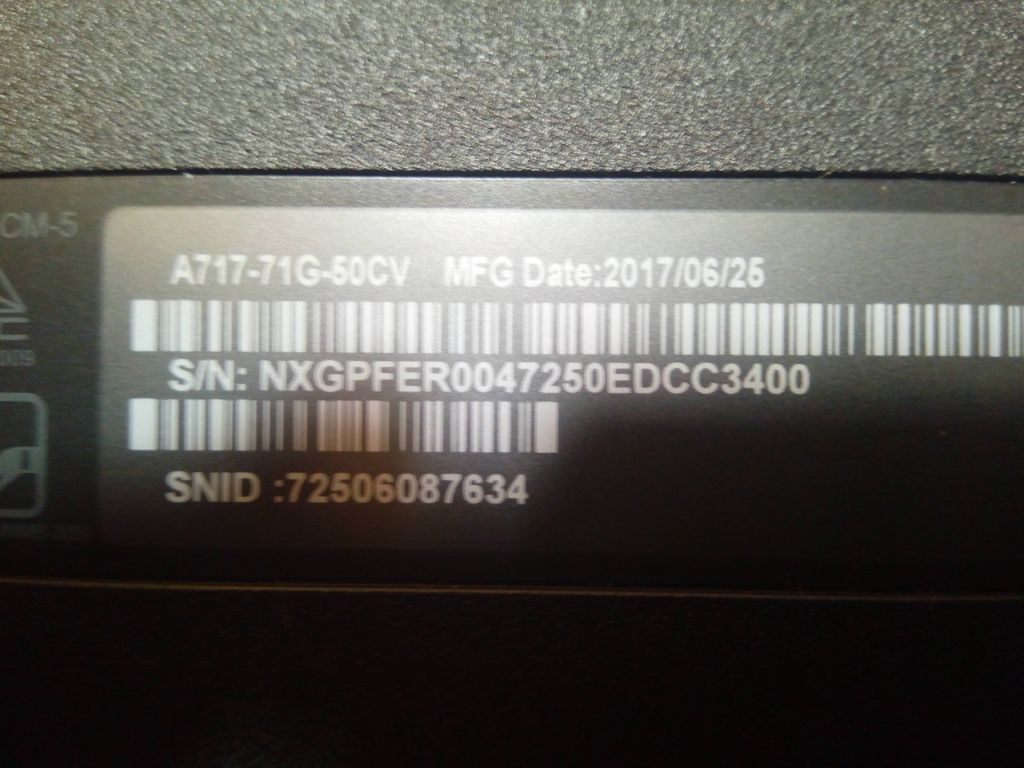 CM-5
A717-71G-50CV MFG Date:2017/06/25
S/N: NXGPFER0047250EDCC3400
SNID :72506087634